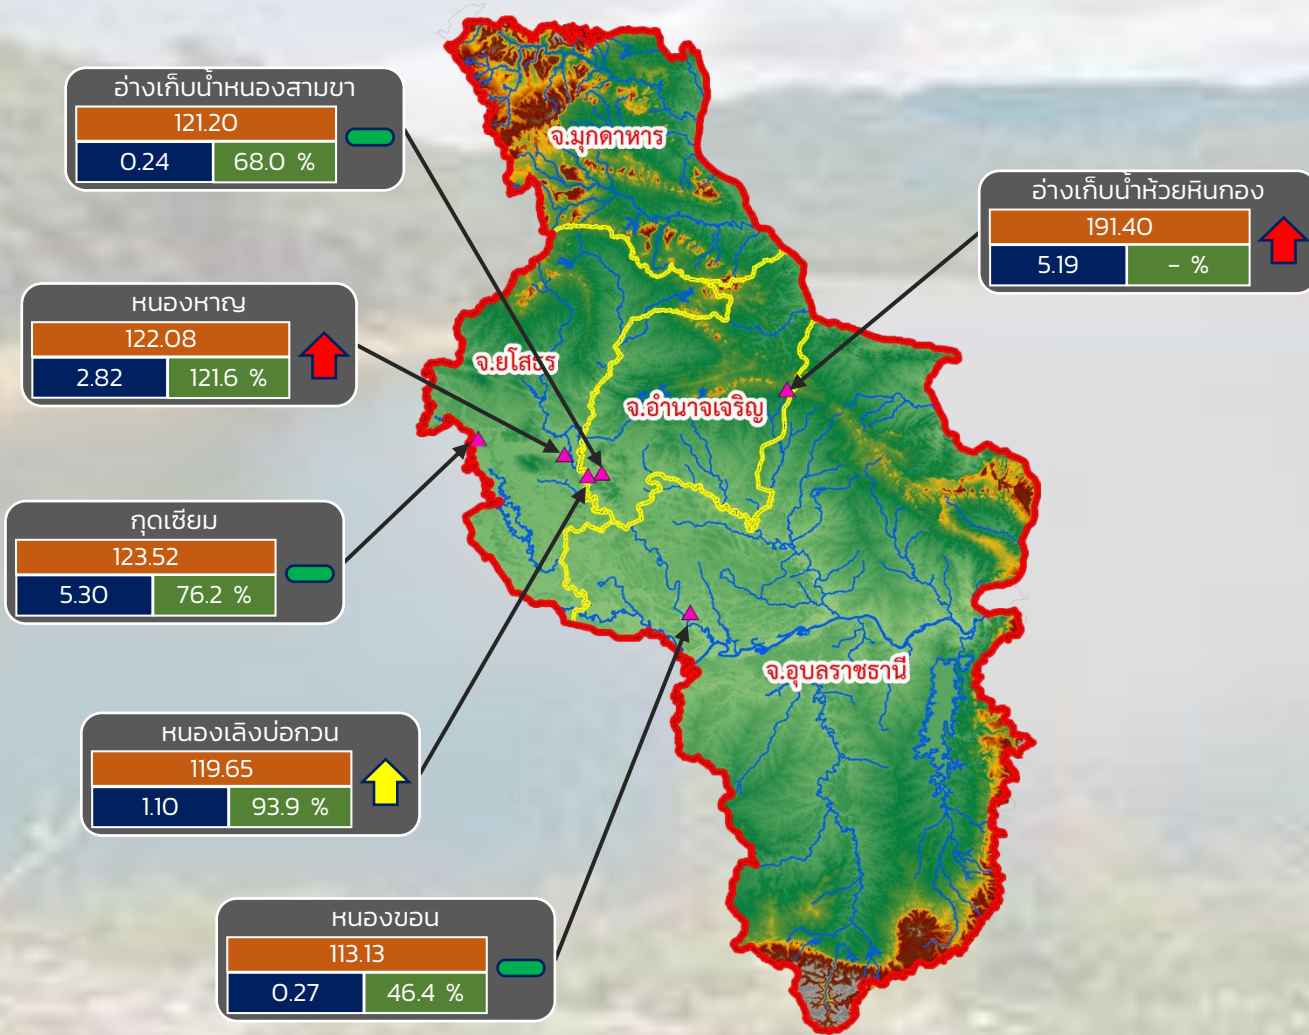 อ่างเก็บน้ำหนองสามขา
121.20
0.24 68.0 %
จ.มุกดาหาร
อ่างเก็บน้ำห้วยหินกอง
191.40
5.19 - %
หนองหาญ
122.08
2.82 121.6 %
จ.ยโสธร
จ.อำนาจเจริญ
กุดเซียม
123.52
5.30 76.2 %
จ.อุบลราชธานี
หนองเลิงบ่อกวน
119.65
1.10 93.9 %
หนองขอน
113.13
0.27 46.4 %